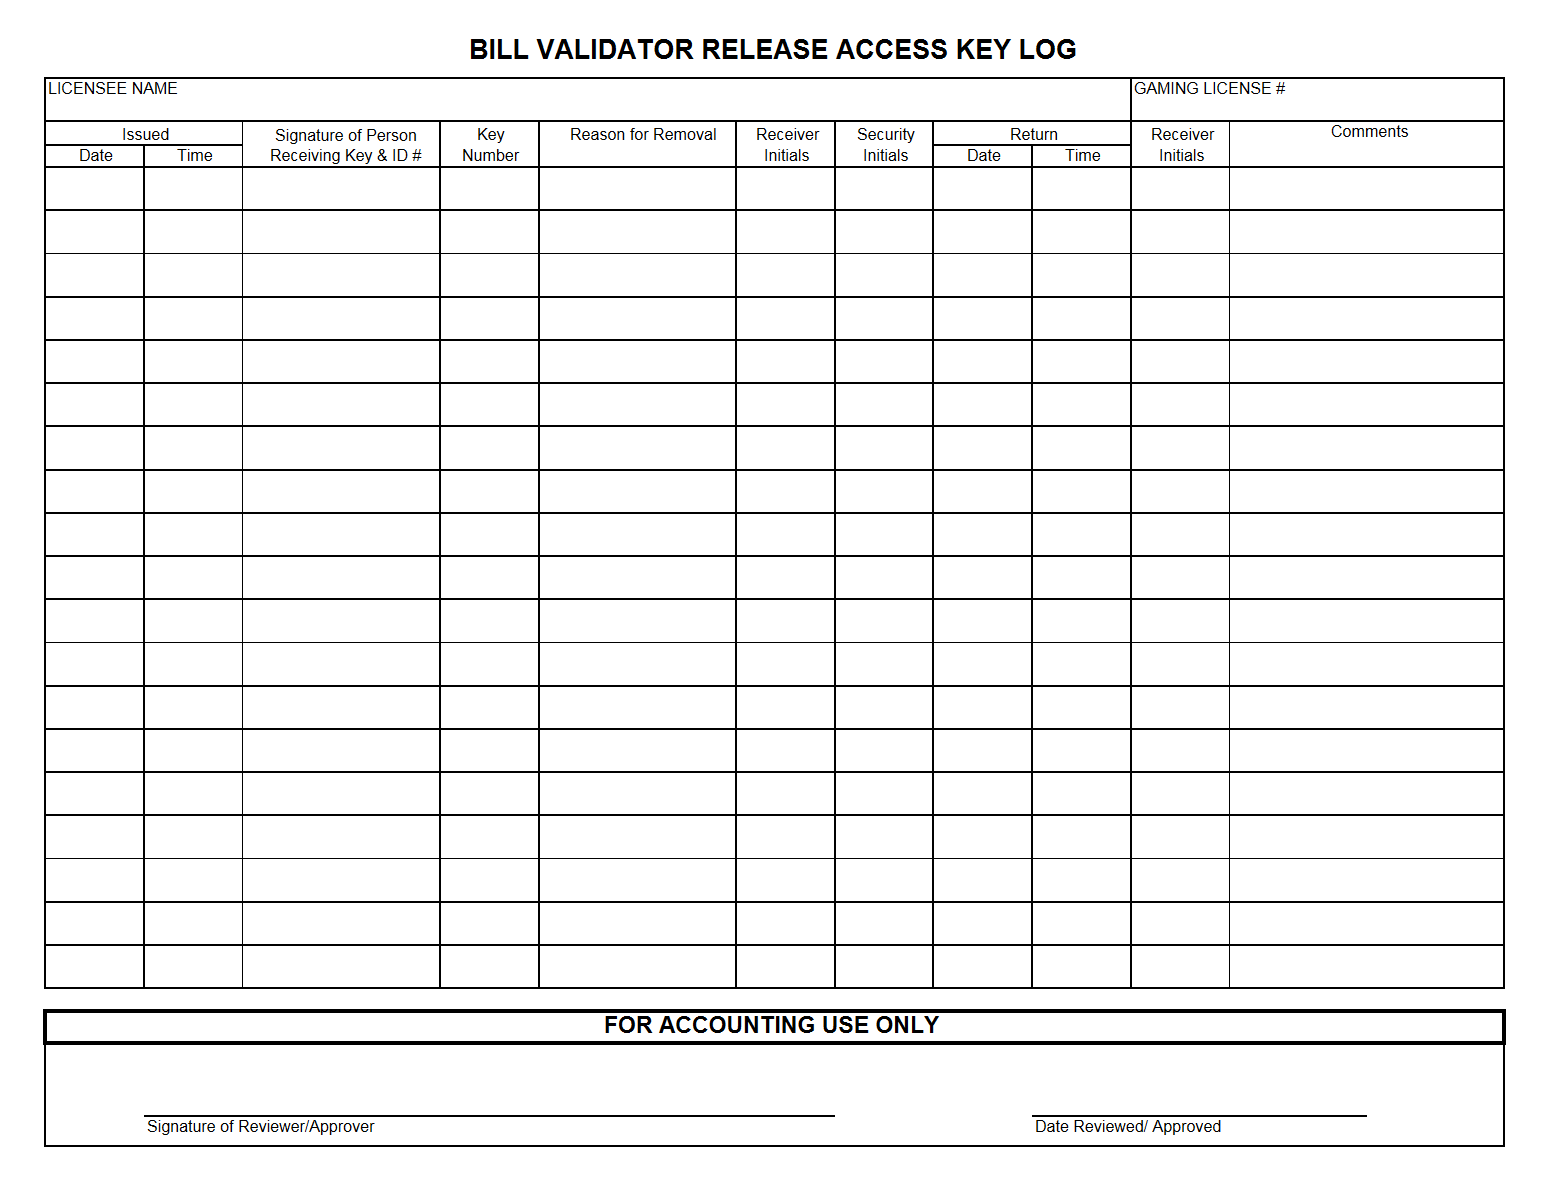 BILL VALIDATOR RELEASE ACCESS KEY LOG
LICENSEE NAME GAMING LICENSE #
Issued Signature of Person Key Reason for Removal Receiver Security Return Receiver Comments
Date Time Receiving Key & ID # Number Initials Initials Date Time Initials
FOR ACCOUNTING USE ONLY
Signature of Reviewer/Approver Date Reviewed/ Approved